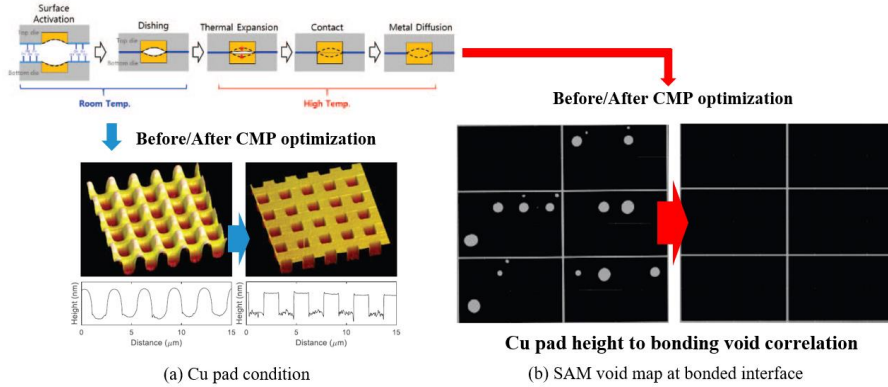 Surface
Activation
Dishing
Thermal Expansion
Contact
Metal Diffusion
Top die
Bottom die
Top die
Bottom die
Room Temp.
High Temp.
Before/After CMP optimization
Before/After CMP optimization
Height (nm)
0 5 10 15
Distance (μm)
Height (nm)
0 5 10 15
Distance (μm)
Cu pad height to bonding void correlation
(a) Cu pad condition
(b) SAM void map at bonded interface